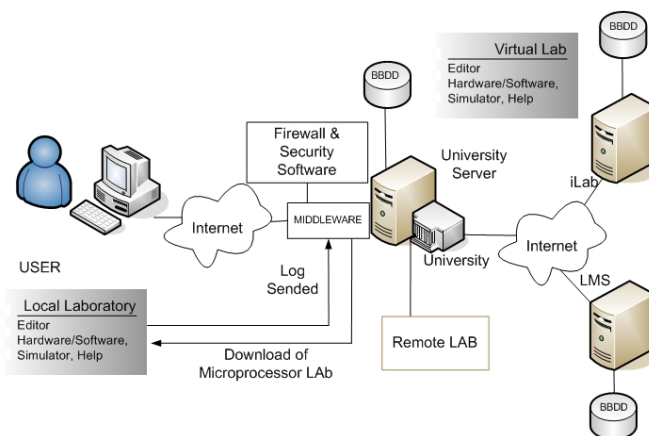 BBDD
Virtual Lab
Editor
Hardware/Software,
Simulator, Help
BBDD
Firewall &
Security
Software
University
Server
iLab
Internet
MIDDLEWARE
Internet
University
USER
Log
Sended
LMS
Local Laboratory
Editor
Hardware/Software,
Simulator, Help
Remote LAB
Download of
Microprocessor LAb
BBDD